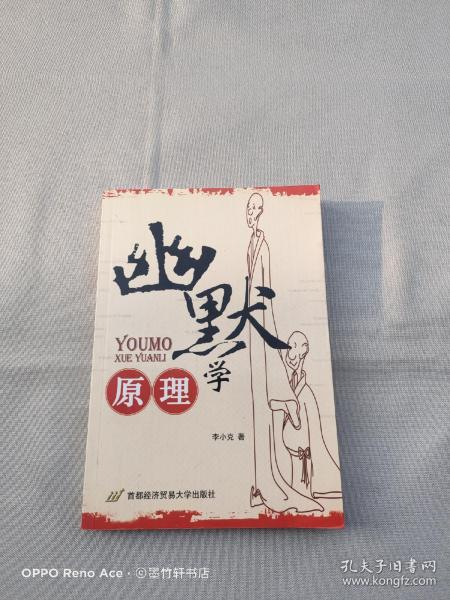 幽默学
YOUMO
XUE YUANLI
原理
李小克 著
首都经济贸易大学出版社
OPPO Reno Ace · ©墨竹轩书店
孔夫子旧书网
www.kongfz.com